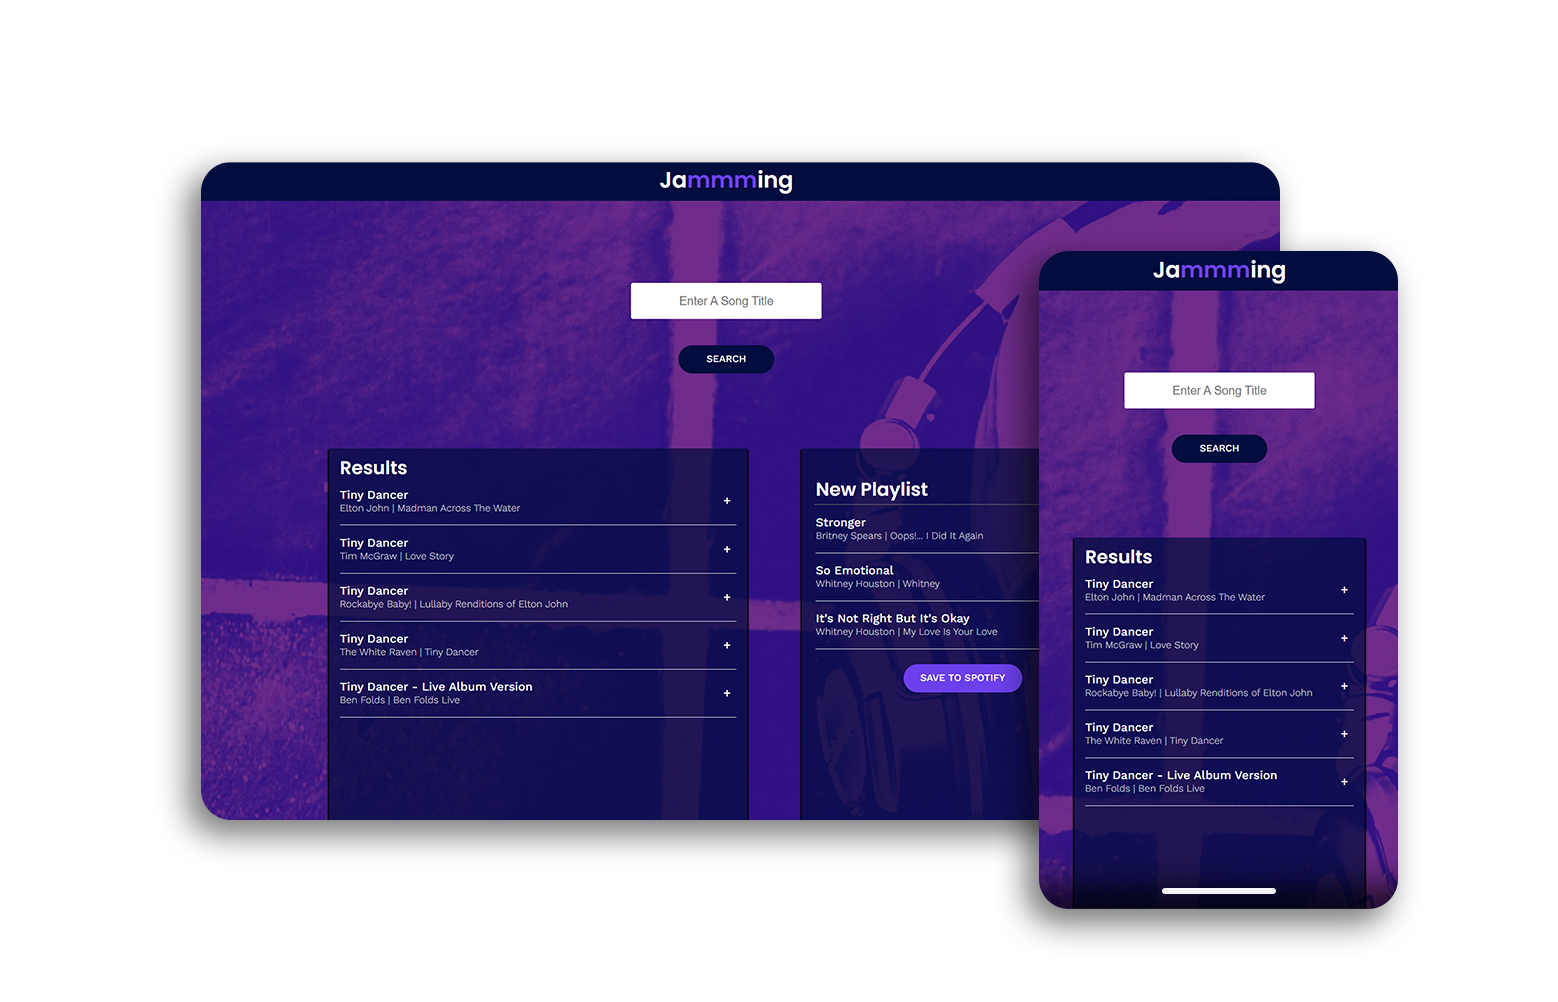 Jammming
Enter A Song Title
SEARCH
Results
Tiny Dancer
Elton John | Madman Across The Water
+
Tiny Dancer
Tim McGraw | Love Story
+
Tiny Dancer
Rockabye Baby! | Lullaby Renditions of Elton John
+
Tiny Dancer
The White Raven | Tiny Dancer
+
Tiny Dancer - Live Album Version
Ben Folds | Ben Folds Live
+
New Playlist
Stronger
Britney Spears | Oops!... I Did It Again
So Emotional
Whitney Houston | Whitney
It's Not Right But It's Okay
Whitney Houston | My Love Is Your Love
SAVE TO SPOTIFY
Jammming
Enter A Song Title
SEARCH
Results
Tiny Dancer
Elton John | Madman Across The Water
+
Tiny Dancer
Tim McGraw | Love Story
+
Tiny Dancer
Rockabye Baby! | Lullaby Renditions of Elton John
+
Tiny Dancer
The White Raven | Tiny Dancer
+
Tiny Dancer - Live Album Version
Ben Folds | Ben Folds Live
+